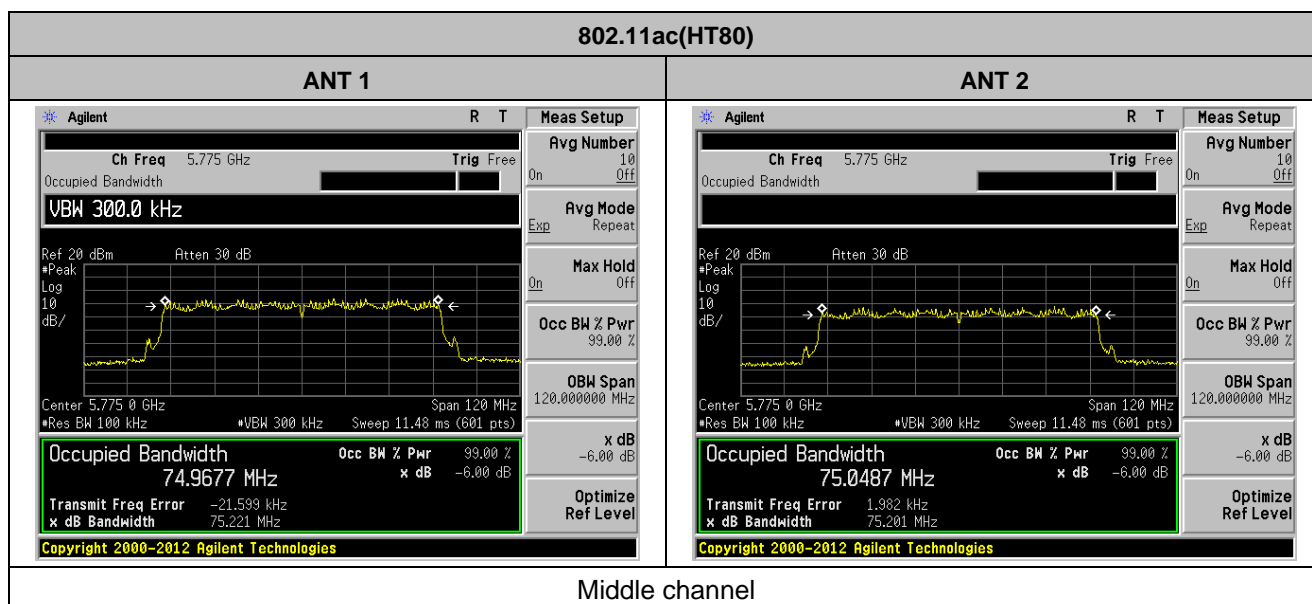 802.11ac(HT80)
ANT 1
ANT 2
Agilent R T
Ch Freq 5.775 GHz Trig Free
Occupied Bandwidth
VBW 300.0 kHz
Ref 20 dBm Atten 30 dB
#Peak
Log
10
dB/
Center 5.775 0 GHz Span 120 MHz
#Res BW 100 kHz #VBW 300 kHz Sweep 11.48 ms (601 pts)
Occupied Bandwidth Occ BW % Pwr 99.00 %
74.9677 MHz x dB -6.00 dB
Transmit Freq Error -21.599 kHz
x dB Bandwidth 75.221 MHz
Copyright 2000-2012 Agilent Technologies
Meas Setup
Avg Number
10
On Off
Avg Mode
Exp Repeat
Max Hold
On Off
Occ BW % Pwr
99.00 %
OBW Span
120.000000 MHz
x dB
-6.00 dB
Optimize
Ref Level
Agilent R T
Ch Freq 5.775 GHz Trig Free
Occupied Bandwidth
Ref 20 dBm Atten 30 dB
#Peak
Log
10
dB/
Center 5.775 0 GHz Span 120 MHz
#Res BW 100 kHz #VBW 300 kHz Sweep 11.48 ms (601 pts)
Occupied Bandwidth Occ BW % Pwr 99.00 %
75.0487 MHz x dB -6.00 dB
Transmit Freq Error 1.982 kHz
x dB Bandwidth 75.201 MHz
Copyright 2000-2012 Agilent Technologies
Meas Setup
Avg Number
10
On Off
Avg Mode
Exp Repeat
Max Hold
On Off
Occ BW % Pwr
99.00 %
OBW Span
120.000000 MHz
x dB
-6.00 dB
Optimize
Ref Level
Middle channel